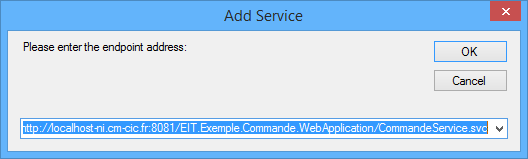 Add Service
Please enter the endpoint address:
OK
Cancel
http://localhost-ni.cm-cic.fr:8081/EIT.Exemple.Commande.WebApplication/CommandeService.svc